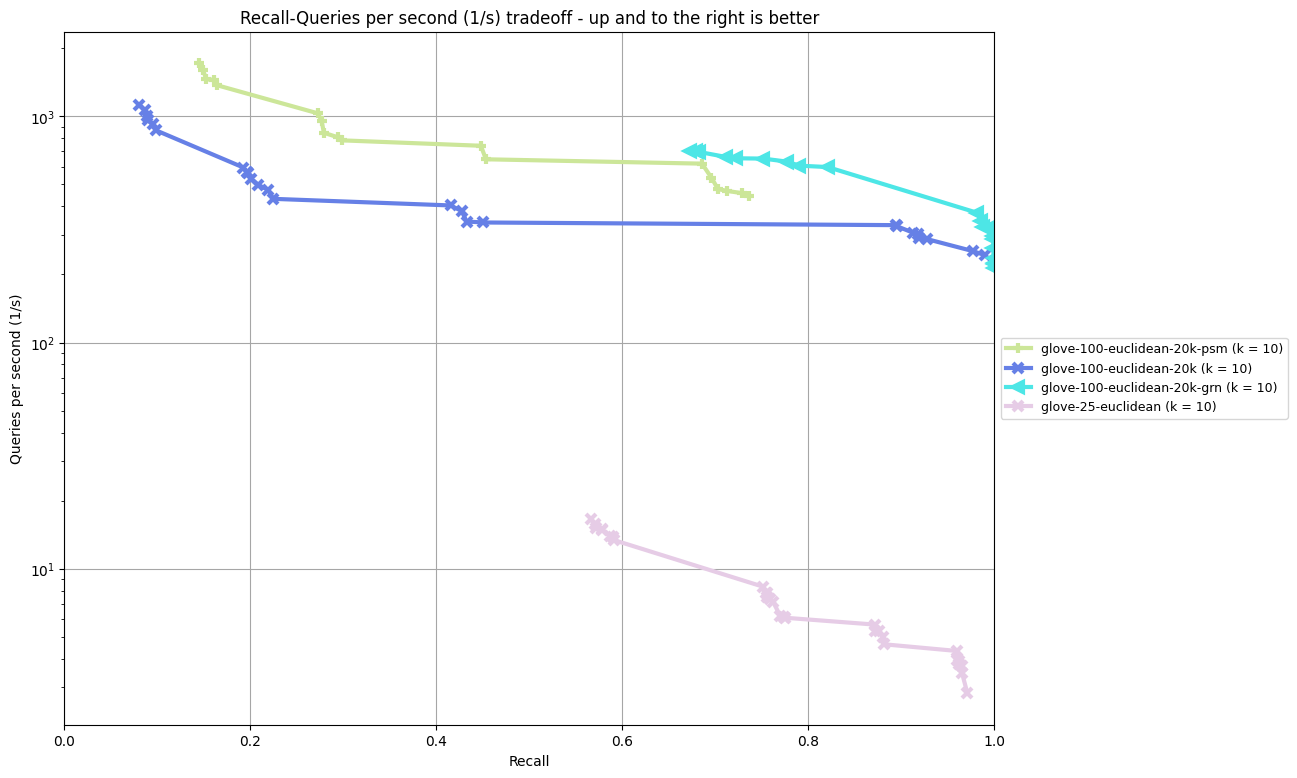 Recall-Queries per second (1/s) tradeoff - up and to the right is better
10³
10²
10¹
Queries per second (1/s)
0.0 0.2 0.4 0.6 0.8 1.0
Recall
glove-100-euclidean-20k-psm (k = 10)
glove-100-euclidean-20k (k = 10)
glove-100-euclidean-20k-grn (k = 10)
glove-25-euclidean (k = 10)